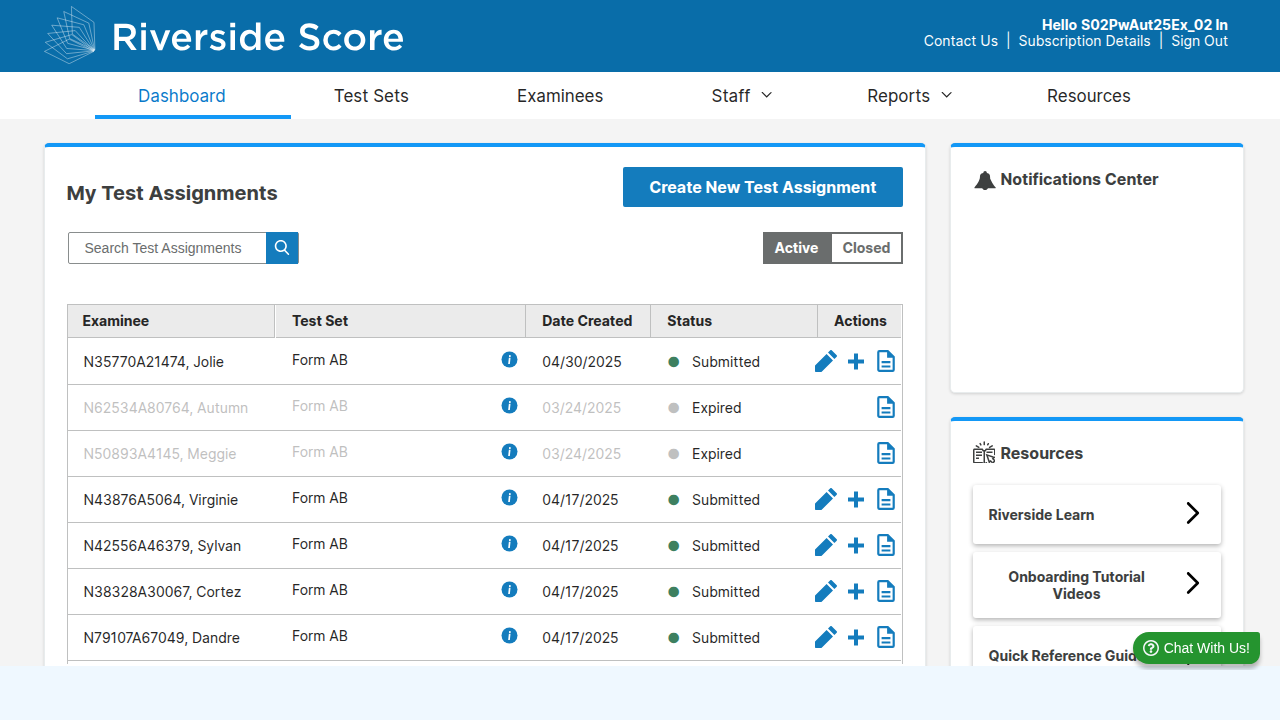 Riverside Score
Hello S02PwAut25Ex_02 In
Contact Us | Subscription Details | Sign Out
Dashboard Test Sets Examinees Staff Reports Resources
My Test Assignments
Create New Test Assignment
Search Test Assignments
Active Closed
Examinee Test Set Date Created Status Actions
N35770A21474, Jolie Form AB i 04/30/2025 Submitted
N62534A80764, Autumn Form AB i 03/24/2025 Expired
N50893A4145, Meggie Form AB i 03/24/2025 Expired
N43876A5064, Virginie Form AB i 04/17/2025 Submitted
N42556A46379, Sylvan Form AB i 04/17/2025 Submitted
N38328A30067, Cortez Form AB i 04/17/2025 Submitted
N79107A67049, Dandre Form AB i 04/17/2025 Submitted
Notifications Center
Resources
Riverside Learn
Onboarding Tutorial
Videos
Quick Reference
Chat With Us!